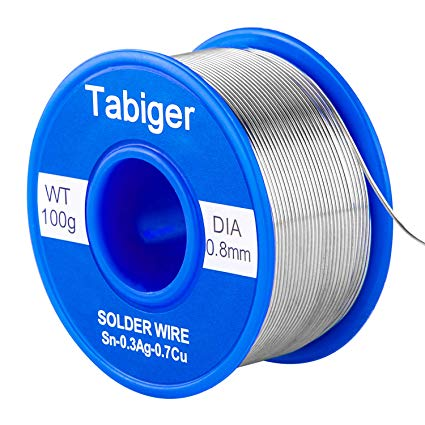 Tabiger
WT
100g
DIA
0.8mm
SOLDER WIRE
Sn-0.3Ag-0.7Cu